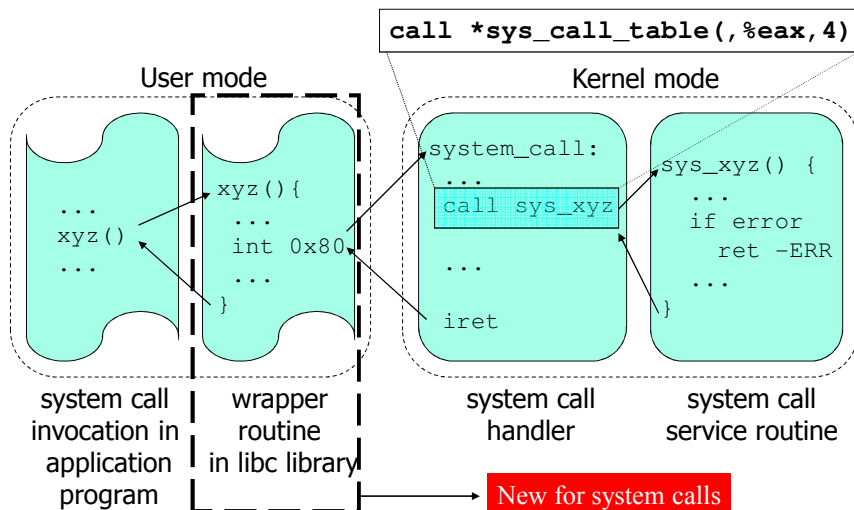 call *sys_call_table(,%eax,4)
User mode
Kernel mode
...
xyz()
...
xyz(){
...
int 0x80
...
}
system_call:
...
call sys_xyz
...
iret
sys_xyz() {
...
if error
ret –ERR
...
}
system call
invocation in
application
program
wrapper
routine
in libc library
system call
handler
system call
service routine
New for system calls